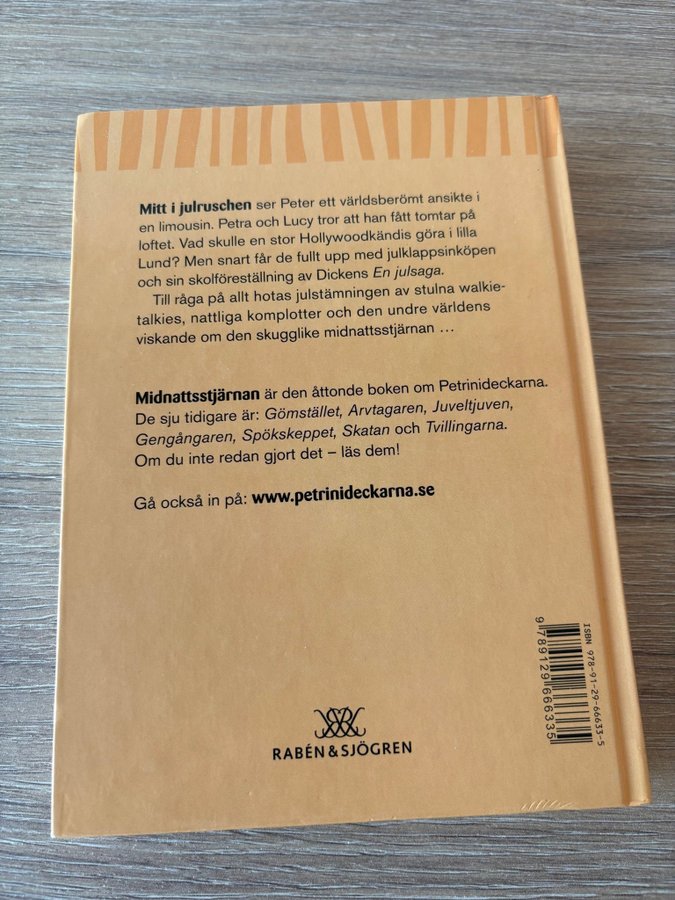 Mitt i julruschen ser Peter ett världsberömt ansikte i
en limousin. Petra och Lucy tror att han fått tomtar på
loftet. Vad skulle en stor Hollywoodkändis göra i lilla
Lund? Men snart får de fullt upp med julklappsinköpen
och sin skolföreställning av Dickens En julsaga.
Till råga på allt hotas julstämningen av stulna walkie-
talkies, nattliga komplotter och den undre världens
viskande om den skugglike midnattsstjärnan ...
Midnattsstjärnan är den åttonde boken om Petrinideckarna.
De sju tidigare är: Gömstället, Arvtagaren, Juveltjuven,
Gengångaren, Spökskeppet, Skatan och Tvillingarna.
Om du inte redan gjort det – läs dem!
Gå också in på: www.petrinideckarna.se
ISBN 978-91-29-66633-5
9789129666335
RABÉN & SJÖGREN